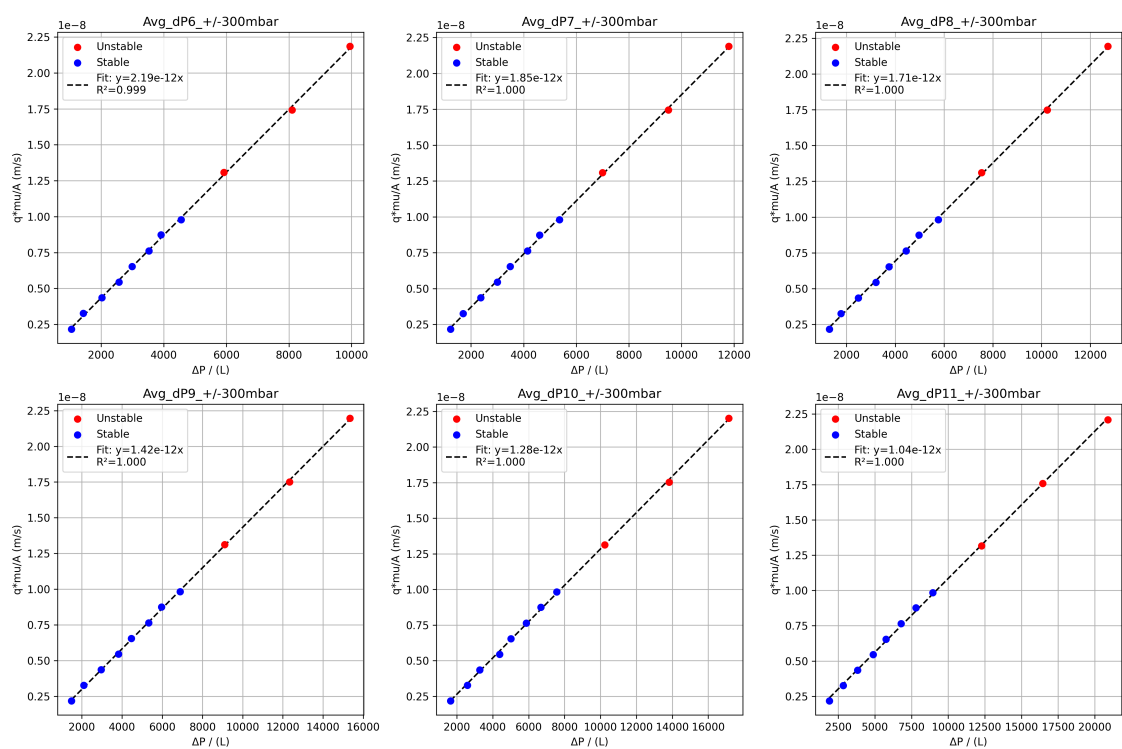 Avg_dP6_+/-300mbar
1e−8
Unstable
Stable
Fit: y=2.19e-12x
R²=0.999
2.25
2.00
1.75
1.50
1.25
1.00
0.75
0.50
0.25
q*mu/A (m/s)
2000 4000 6000 8000 10000
ΔP / (L)
Avg_dP7_+/-300mbar
1e−8
Unstable
Stable
Fit: y=1.85e-12x
R²=1.000
2.25
2.00
1.75
1.50
1.25
1.00
0.75
0.50
0.25
q*mu/A (m/s)
2000 4000 6000 8000 10000 12000
ΔP / (L)
Avg_dP8_+/-300mbar
1e−8
Unstable
Stable
Fit: y=1.71e-12x
R²=1.000
2.25
2.00
1.75
1.50
1.25
1.00
0.75
0.50
0.25
q*mu/A (m/s)
2000 4000 6000 8000 10000 12000
ΔP / (L)
Avg_dP9_+/-300mbar
1e−8
Unstable
Stable
Fit: y=1.42e-12x
R²=1.000
2.25
2.00
1.75
1.50
1.25
1.00
0.75
0.50
0.25
q*mu/A (m/s)
2000 4000 6000 8000 10000 12000 14000 16000
ΔP / (L)
Avg_dP10_+/-300mbar
1e−8
Unstable
Stable
Fit: y=1.28e-12x
R²=1.000
2.25
2.00
1.75
1.50
1.25
1.00
0.75
0.50
0.25
q*mu/A (m/s)
2000 4000 6000 8000 10000 12000 14000 16000
ΔP / (L)
Avg_dP11_+/-300mbar
1e−8
Unstable
Stable
Fit: y=1.04e-12x
R²=1.000
2.25
2.00
1.75
1.50
1.25
1.00
0.75
0.50
0.25
q*mu/A (m/s)
2500 5000 7500 10000 12500 15000 17500 20000
ΔP / (L)